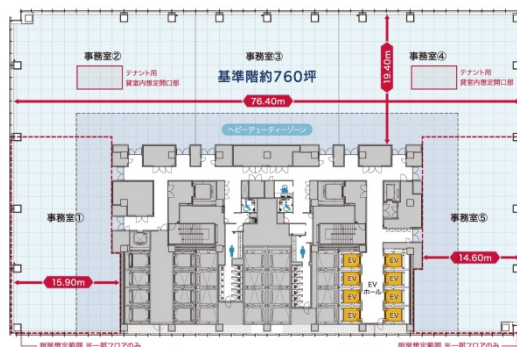 事務室②
事務室③
事務室④
テナント用
貸室内想定開口部
基準階約760坪
19.40m
テナント用
貸室内想定開口部
76.40m
ヘビーデューティーゾーン
事務室①
事務室⑤
15.90m
14.60m
EV
EV
EV
EV
EV
ホール
EV
EV
EV
EV